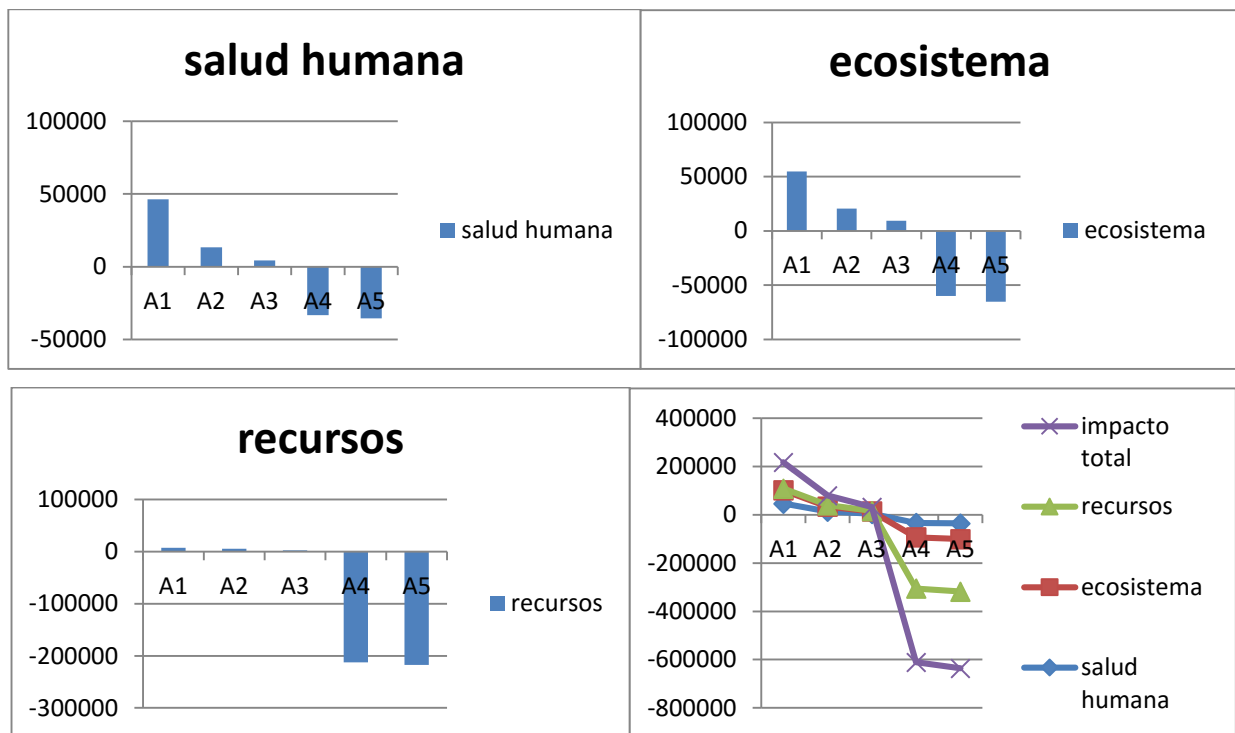 salud humana
100000
50000
0
-50000
A1 A2 A3 A4 A5
salud humana
ecosistema
100000
50000
0
-50000
-100000
A1 A2 A3 A4 A5
ecosistema
recursos
100000
0
-100000
-200000
-300000
A1 A2 A3 A4 A5
recursos
400000
200000
0
-200000
-400000
-600000
-800000
A1 A2 A3 A4 A5
impacto
total
recursos
ecosistema
salud
humana